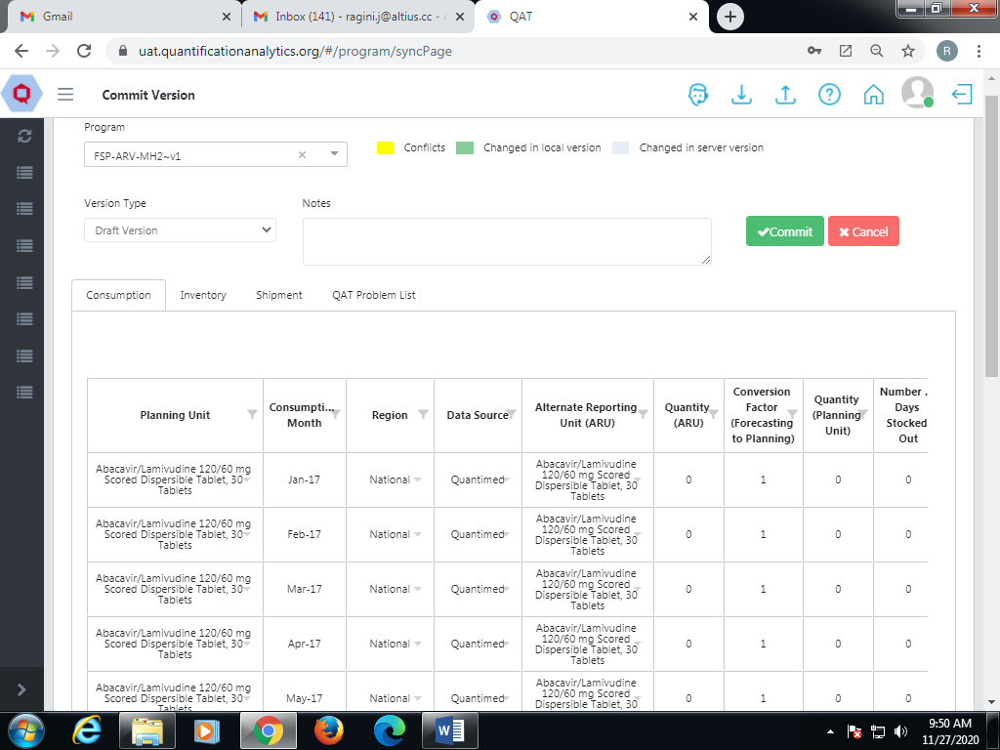 Gmail
Inbox (141) - ragini.j@altius.cc -
QAT
uat.quantificationanalytics.org/#/program/syncPage
R
Q
Commit Version
Program
FSP-ARV-MH2~v1
Conflicts
Changed in local version
Changed in server version
Version Type
Notes
Draft Version
Commit
Cancel
Consumption
Inventory
Shipment
QAT Problem List
Planning Unit
Consumpti...
Month
Region
Data Source
Alternate Reporting
Unit (ARU)
Quantity
(ARU)
Conversion
Factor
(Forecasting
to Planning)
Quantity
(Planning
Unit)
Number .
Days
Stocked
Out
Abacavir/Lamivudine 120/60 mg
Scored Dispersible Tablet, 30
Tablets
Jan-17
National
Quantimed
Abacavir/Lamivudine
120/60 mg Scored
Dispersible Tablet, 30
Tablets
0
1
0
0
Abacavir/Lamivudine 120/60 mg
Scored Dispersible Tablet, 30
Tablets
Feb-17
National
Quantimed
Abacavir/Lamivudine
120/60 mg Scored
Dispersible Tablet, 30
Tablets
0
1
0
0
Abacavir/Lamivudine 120/60 mg
Scored Dispersible Tablet, 30
Tablets
Mar-17
National
Quantimed
Abacavir/Lamivudine
120/60 mg Scored
Dispersible Tablet, 30
Tablets
0
1
0
0
Abacavir/Lamivudine 120/60 mg
Scored Dispersible Tablet, 30
Tablets
Apr-17
National
Quantimed
Abacavir/Lamivudine
120/60 mg Scored
Dispersible Tablet, 30
Tablets
0
1
0
0
Abacavir/Lamivudine 120/60 mg
Scored Dispersible Tablet, 30
Tablets
May-17
National
Quantimed
Abacavir/Lamivudine
120/60 mg Scored
Dispersible Tablet, 30
0
1
0
0
9:50 AM
11/27/2020